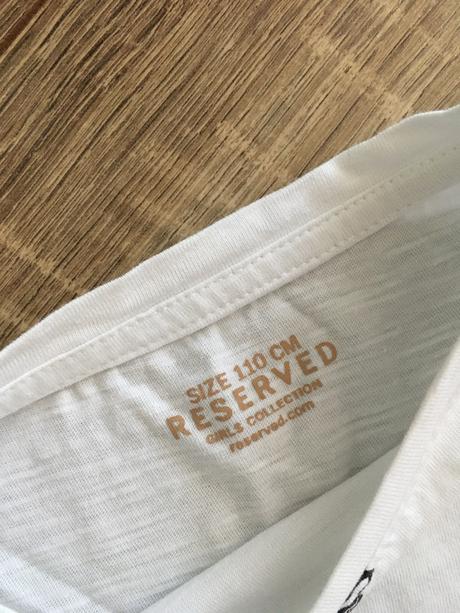 SIZE 110 CM
RESERVED
GIRLS COLLECTION
reserved.com